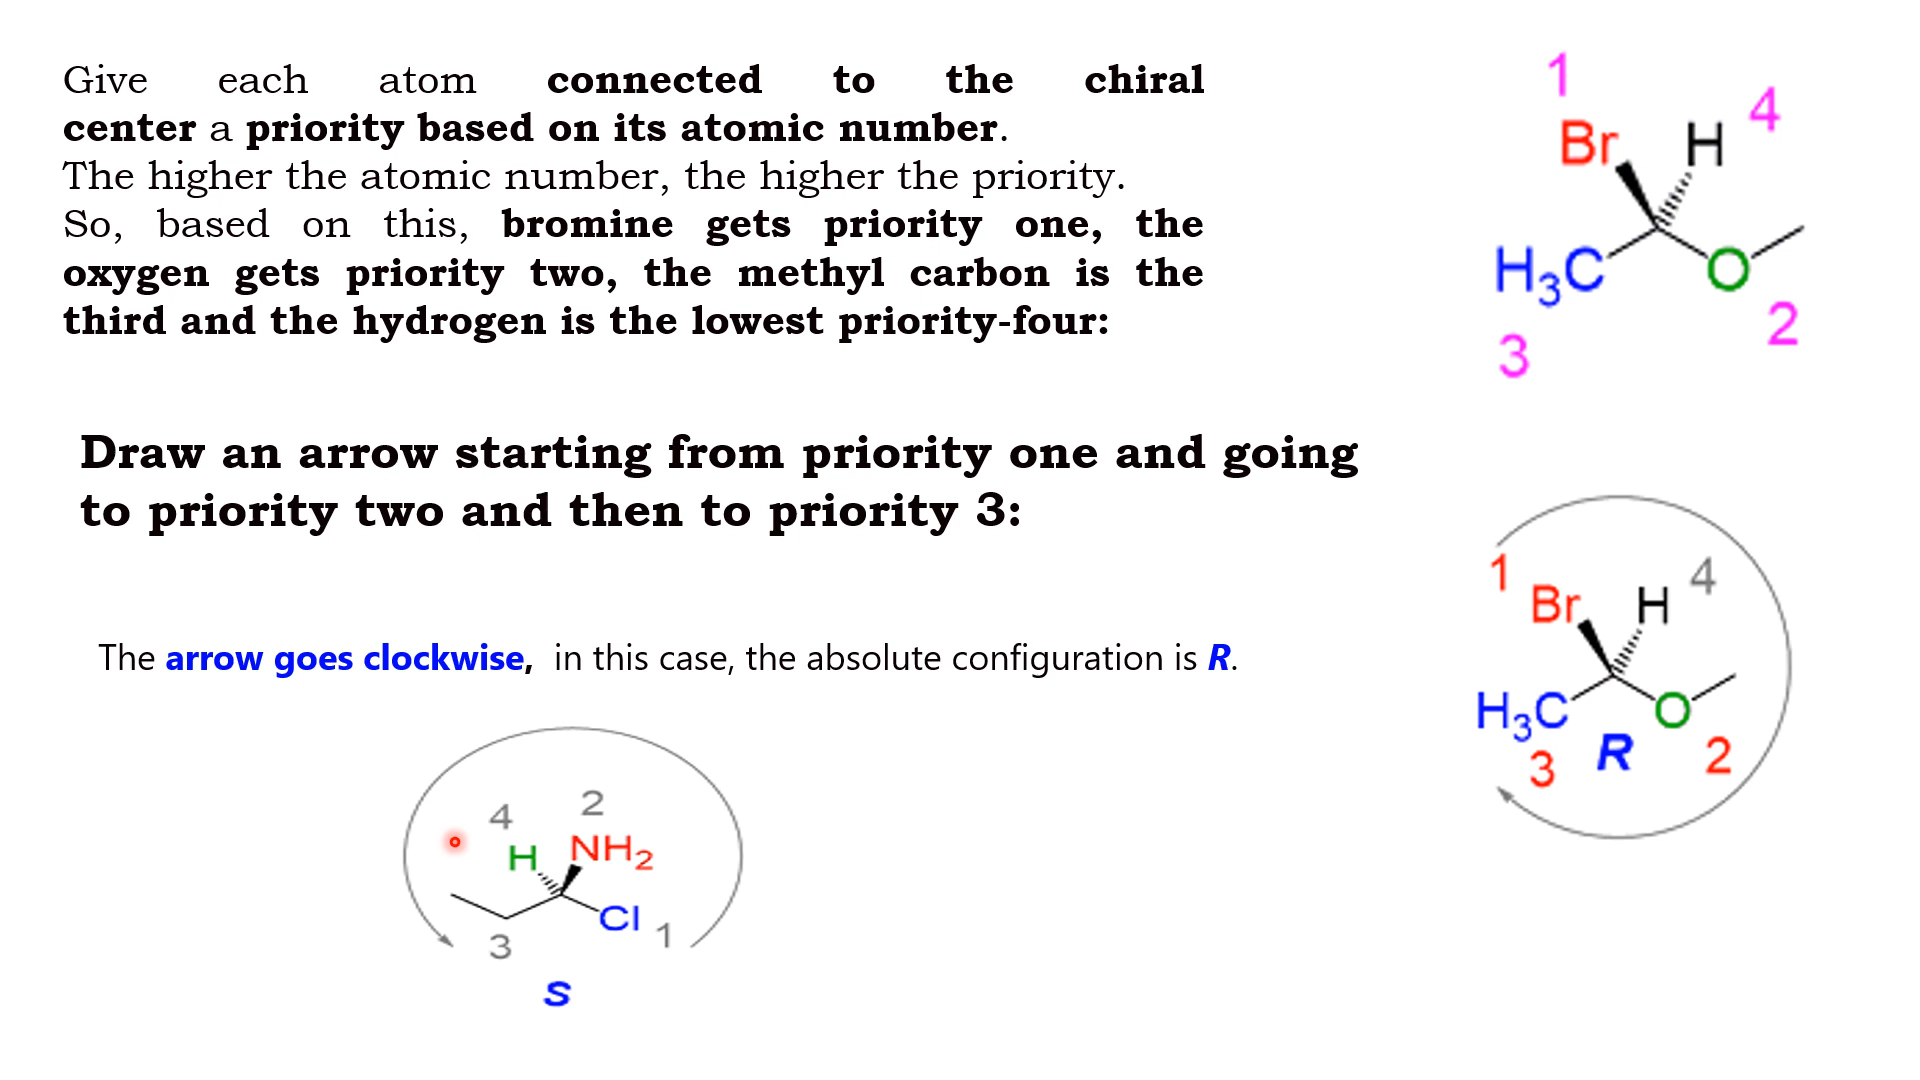 Give each atom connected to the chiral
center a priority based on its atomic number.
The higher the atomic number, the higher the priority.
So, based on this, bromine gets priority one, the
oxygen gets priority two, the methyl carbon is the
third and the hydrogen is the lowest priority-four:
1
4
Br H
H3C O
2
3
Draw an arrow starting from priority one and going
to priority two and then to priority 3:
The arrow goes clockwise, in this case, the absolute configuration is R.
1 4
Br H
H3C O
3 R 2
4 2
H NH2
Cl
3 1
S